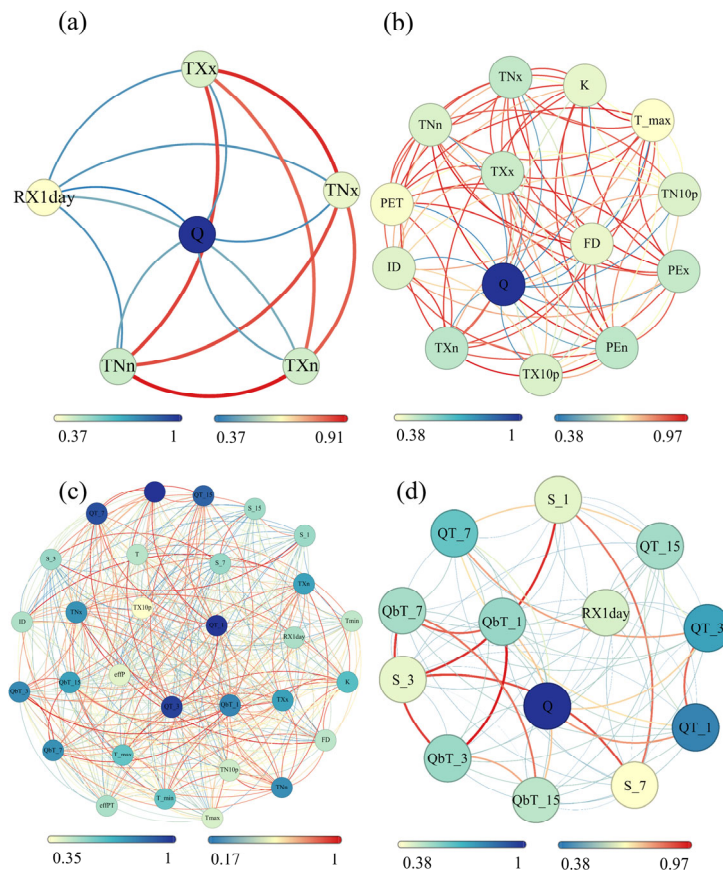 (a)
TXx
RX1day
TNx
Q
TNn
TXn
0.37
1
0.37
0.91
(b)
TNx
K
T_max
TNn
TXx
TN10p
PET
FD
ID
Q
PEx
TXn
PEn
TX10p
0.38
1
0.38
0.97
(c)
QT_15
QT_7
S_15
S_1
T
S_7
TXn
TX10p
TNx
ID
Tmin
RX1day
effP
K
QbT_15
QT_3
QbT_1
TXx
FD
QbT_7
T_max
TN10p
TNn
T_min
effPT
Tmax
0.35
1
0.17
1
(d)
S_1
QT_7
QT_15
QbT_7
QbT_1
RX1day
QT_3
S_3
Q
QT_1
QbT_3
QbT_15
S_7
0.38
1
0.38
0.97